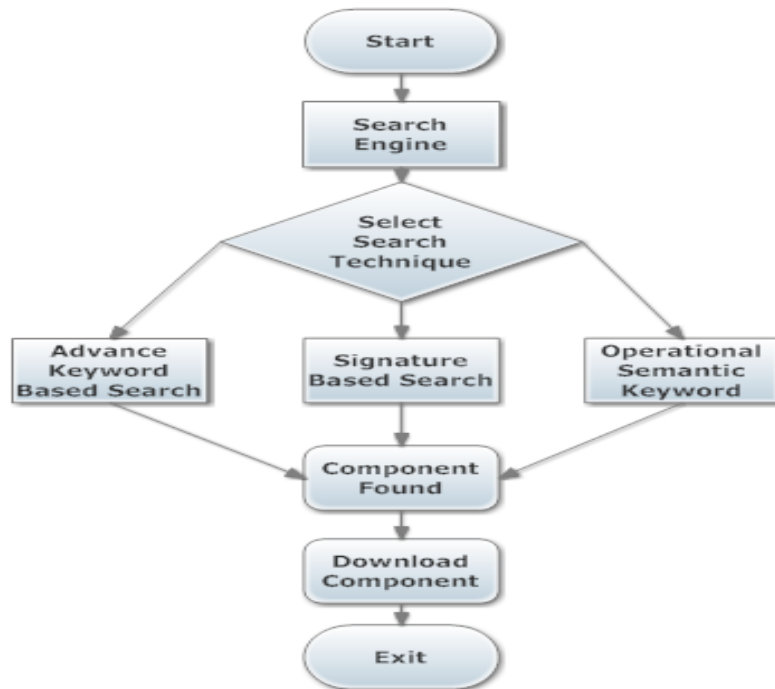 Start
Search
Engine
Select
Search
Technique
Advance
Keyword
Based Search
Signature
Based Search
Operational
Semantic
Keyword
Component
Found
Download
Component
Exit